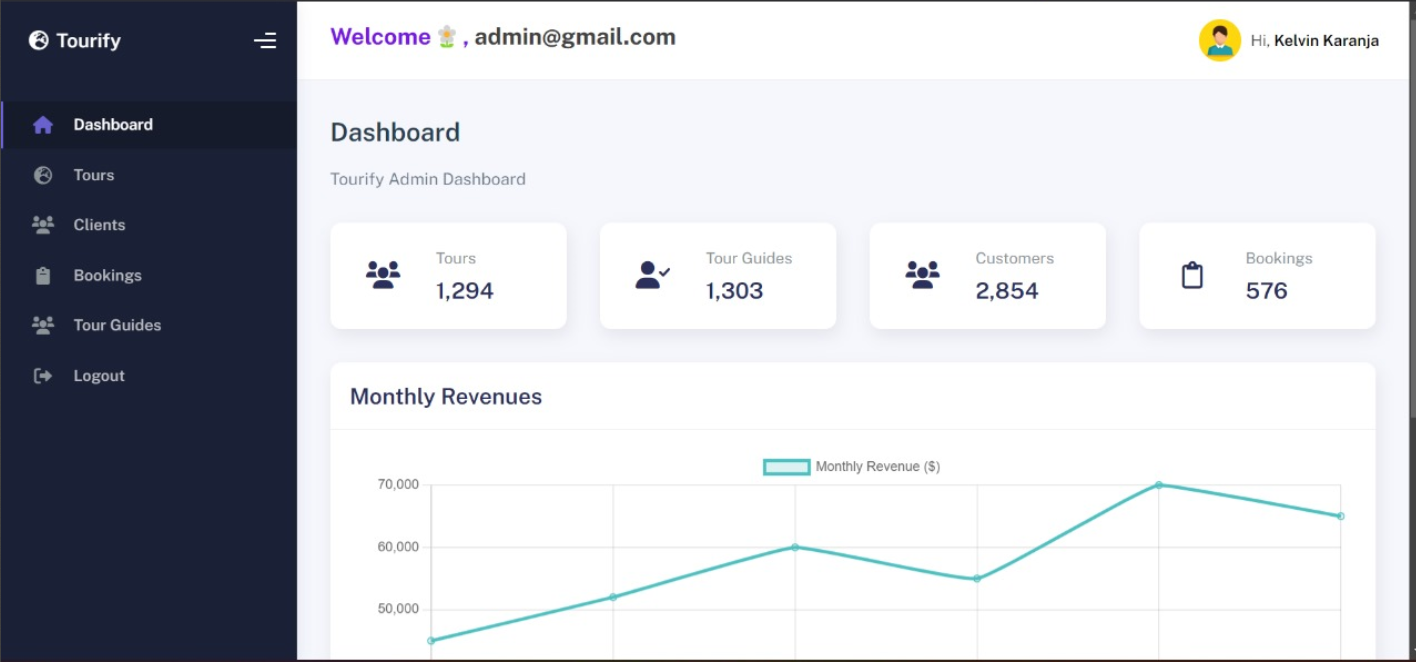 Tourify
Dashboard
Tours
Clients
Bookings
Tour Guides
Logout
Welcome , admin@gmail.com
Hi, Kelvin Karanja
Dashboard
Tourify Admin Dashboard
Tours
1,294
Tour Guides
1,303
Customers
2,854
Bookings
576
Monthly Revenues
Monthly Revenue ($)
70,000
60,000
50,000